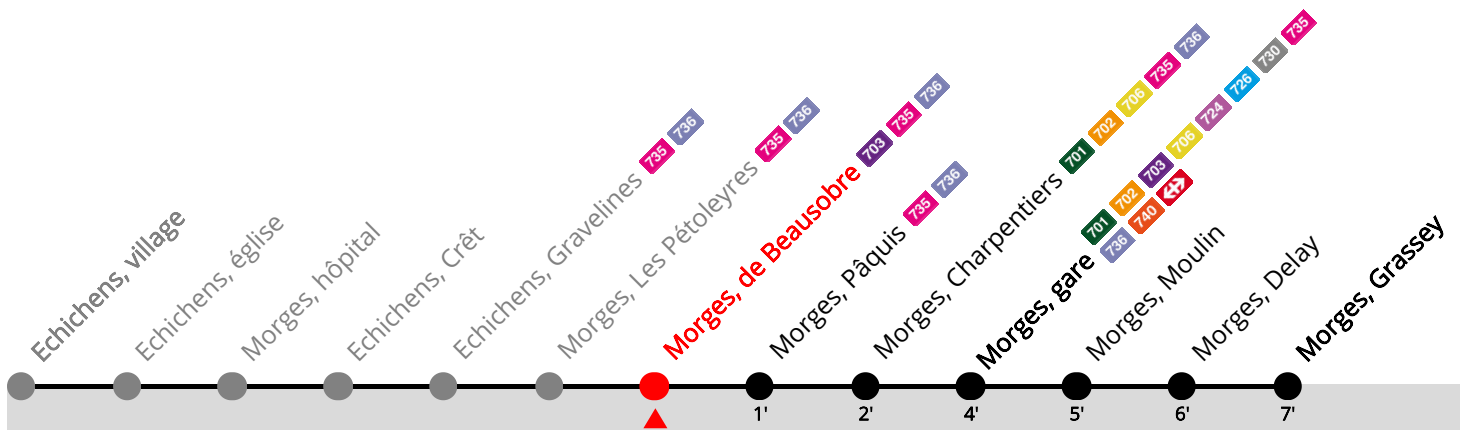 Echichens, village
Echichens, église
Morges, hôpital
Echichens, Crêt
Echichens, Gravelines 735 736
Morges, Les Pétoleyres 735 736
Morges, de Beausobre 703 735 736
Morges, Pâquis 735 736
Morges, Charpentiers 701 702 706 735 736
Morges, gare 701 702 703 706 724 726 730 735
736 740
Morges, Moulin
Morges, Delay
Morges, Grassey
1' 2' 4' 5' 6' 7'